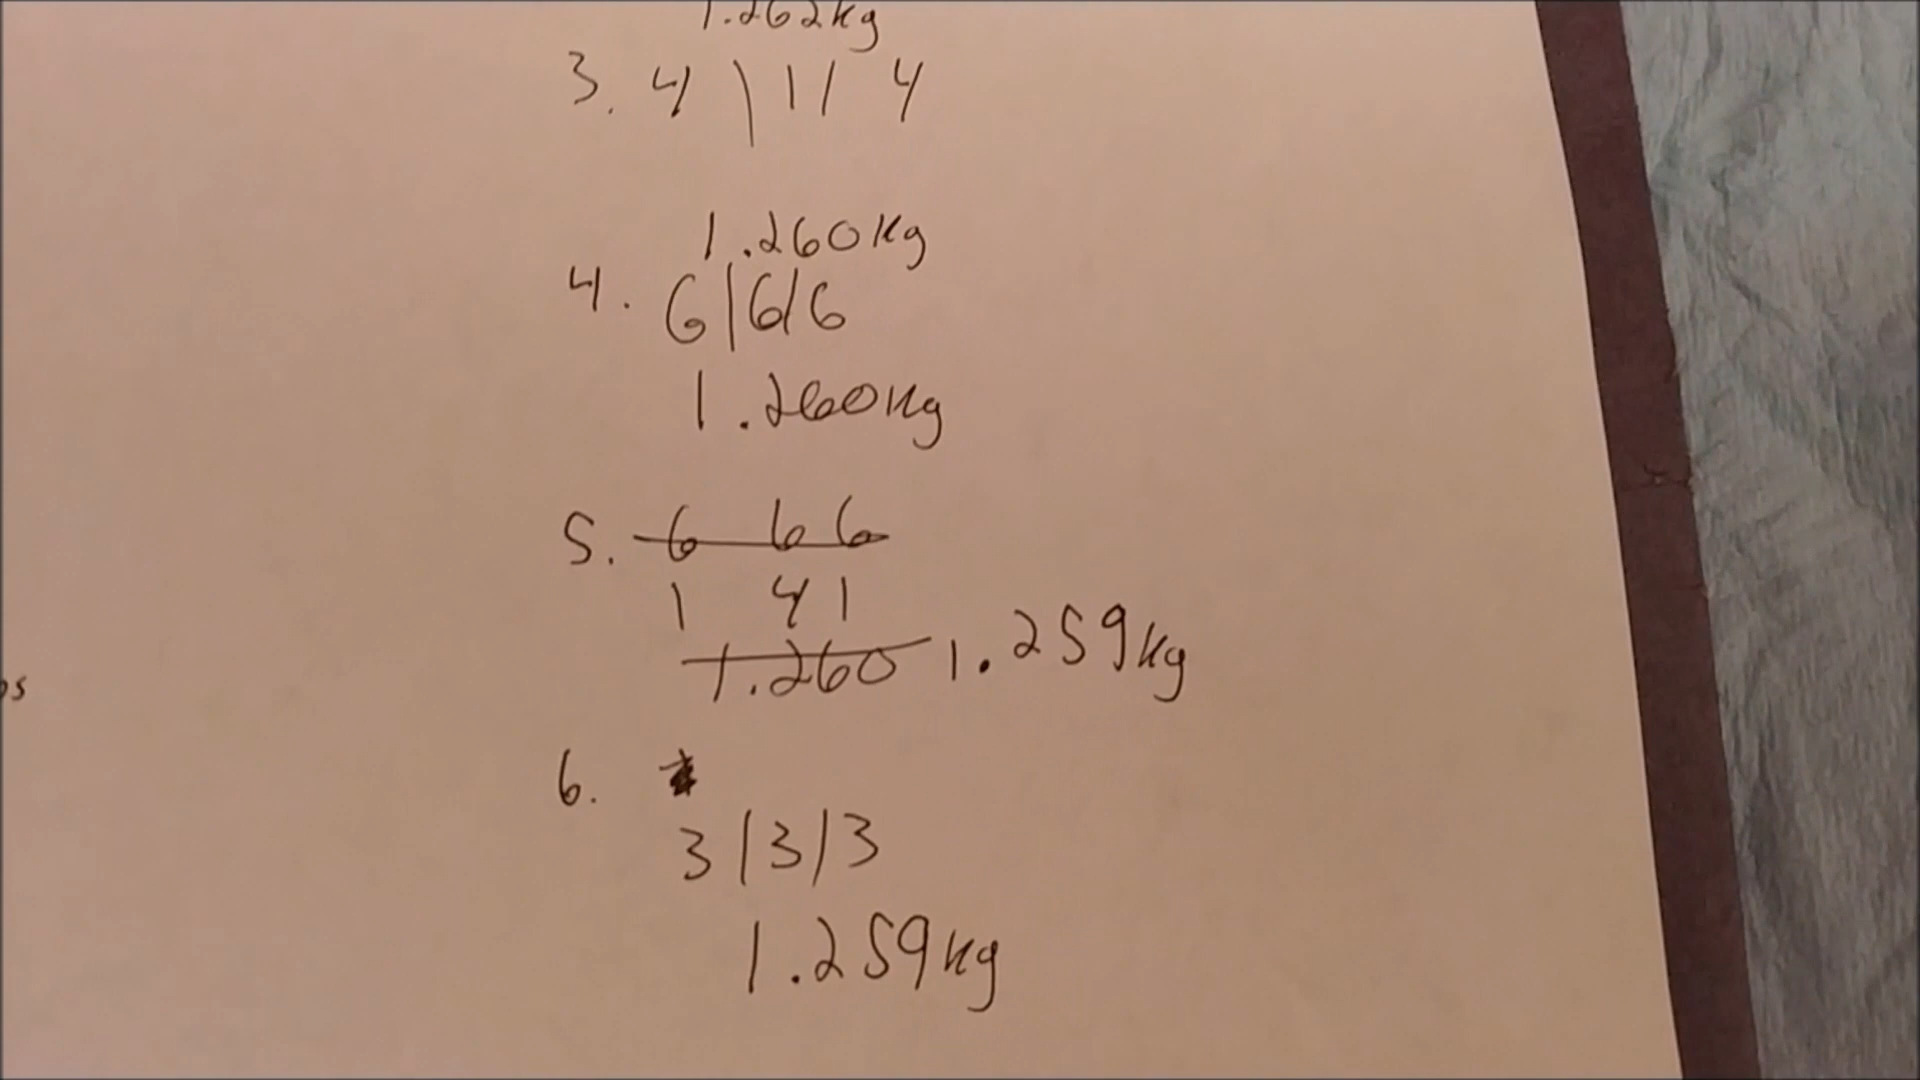 1.262kg
3. 4 \ 1 / 4
1.260kg
4. 6|6/6
1.260kg
5. 6 6 6
1 4 1
1.260 1.259kg
6.
3/3/3
1.259kg